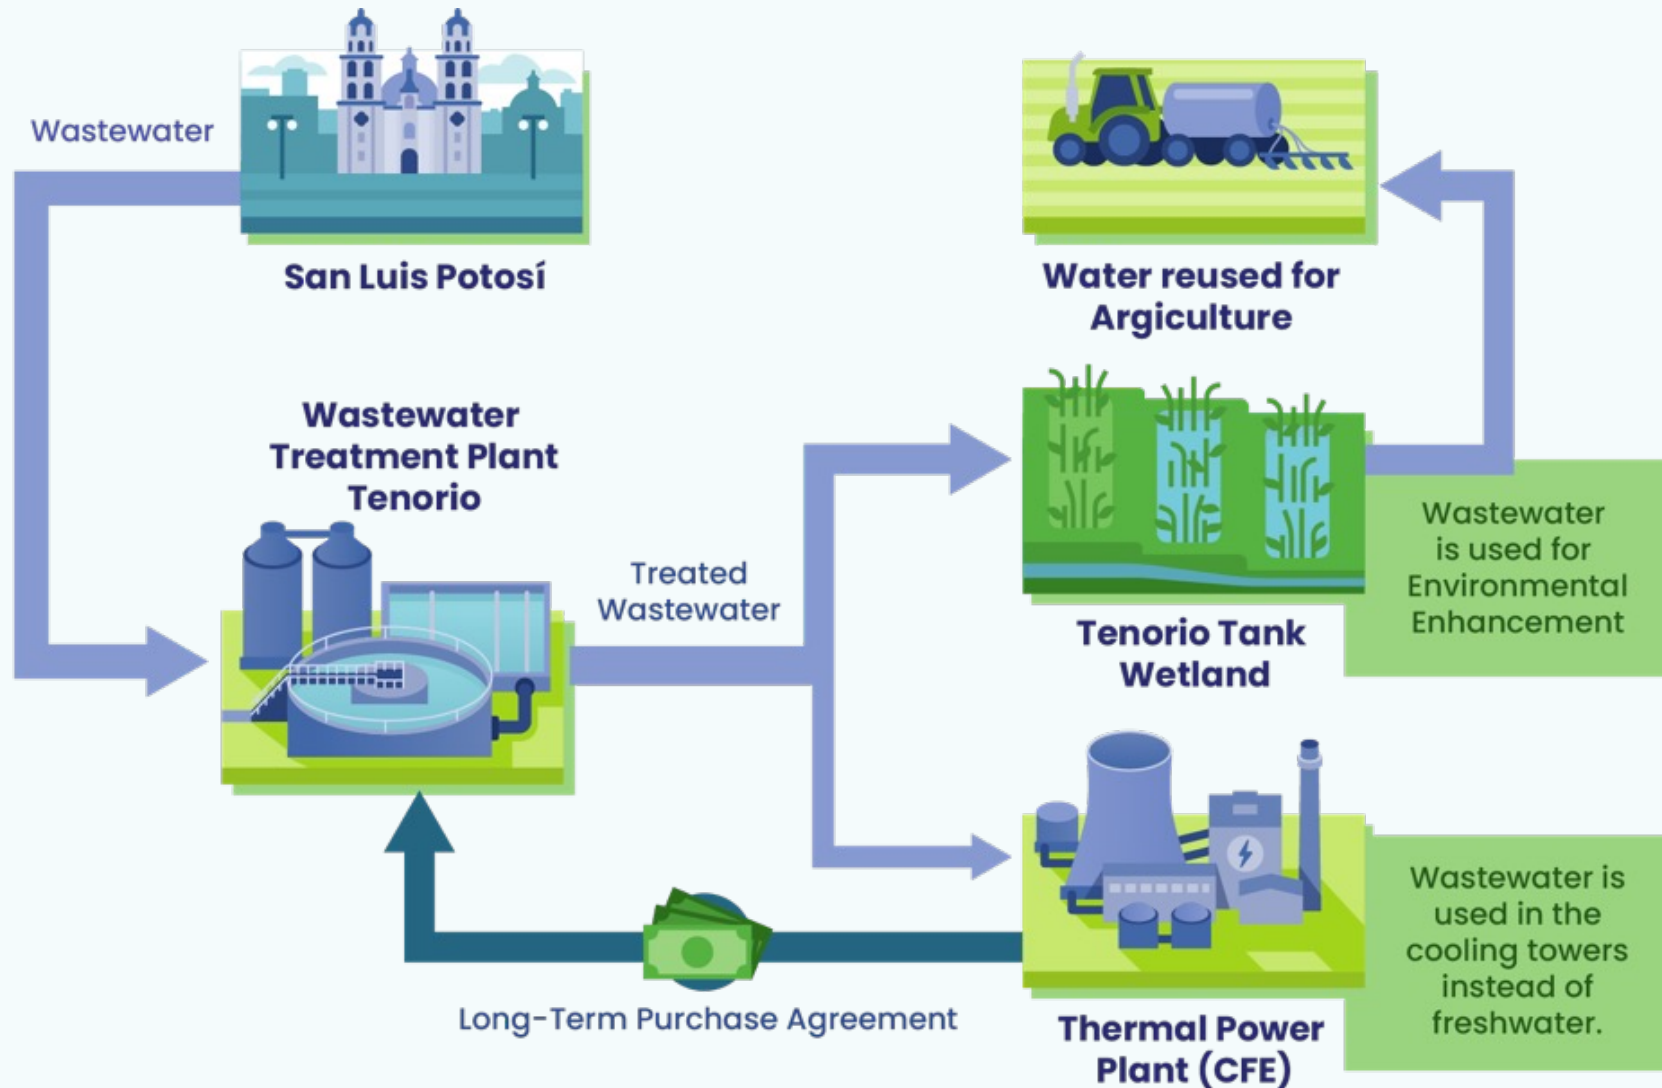 Wastewater
San Luis Potosí
Water reused for
Argiculture
Wastewater
Treatment Plant
Tenorio
Treated
Wastewater
Tenorio Tank
Wetland
Wastewater
is used for
Environmental
Enhancement
Long-Term Purchase Agreement
Thermal Power
Plant (CFE)
Wastewater is
used in the
cooling towers
instead of
freshwater.